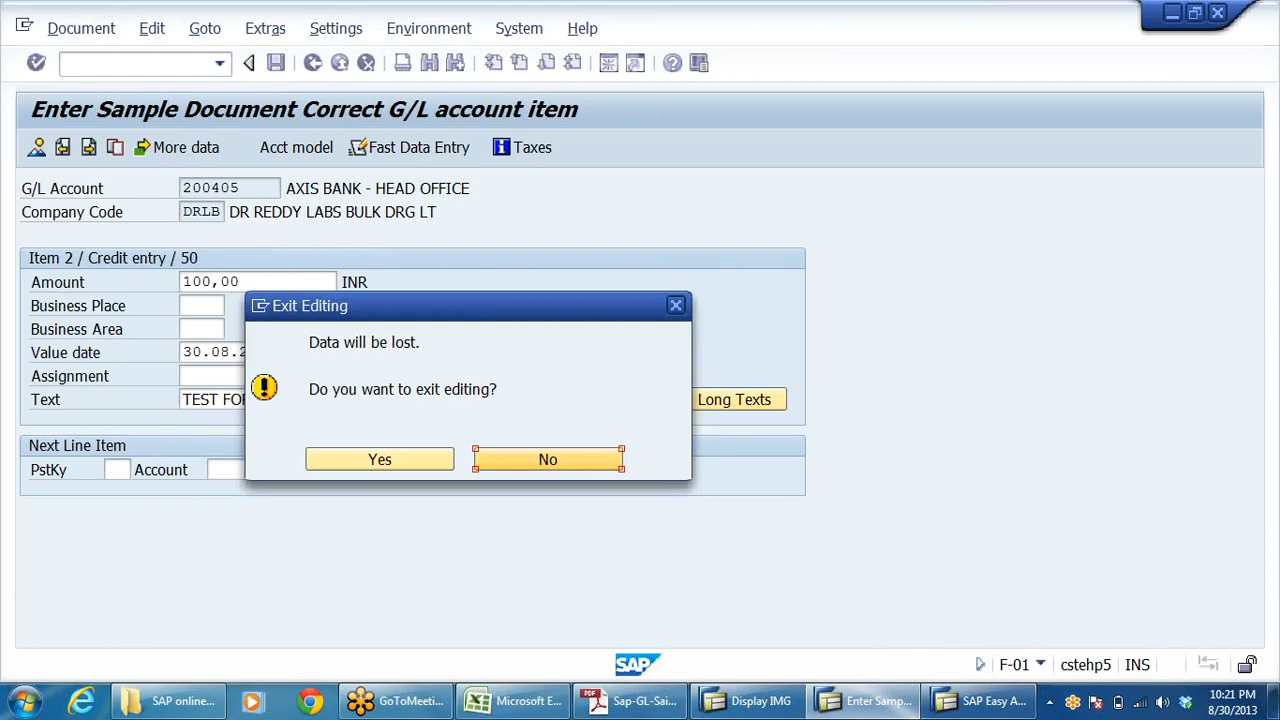 Document Edit Goto Extras Settings Environment System Help
Enter Sample Document Correct G/L account item
More data Acct model Fast Data Entry Taxes
G/L Account 200405 AXIS BANK - HEAD OFFICE
Company Code DRLB DR REDDY LABS BULK DRG LT
Item 2 / Credit entry / 50
Amount 100,00 INR
Business Place
Business Area
Value date 30.08.2
Assignment
Text TEST FOR Long Texts
Next Line Item
PstKy Account
Exit Editing
Data will be lost.
Do you want to exit editing?
Yes No
SAP F-01 cstehp5 INS
SAP online... GoToMeeti... Microsoft E... Sap-GL-Sai... Display IMG Enter Samp... SAP Easy A... 10:21 PM
8/30/2013